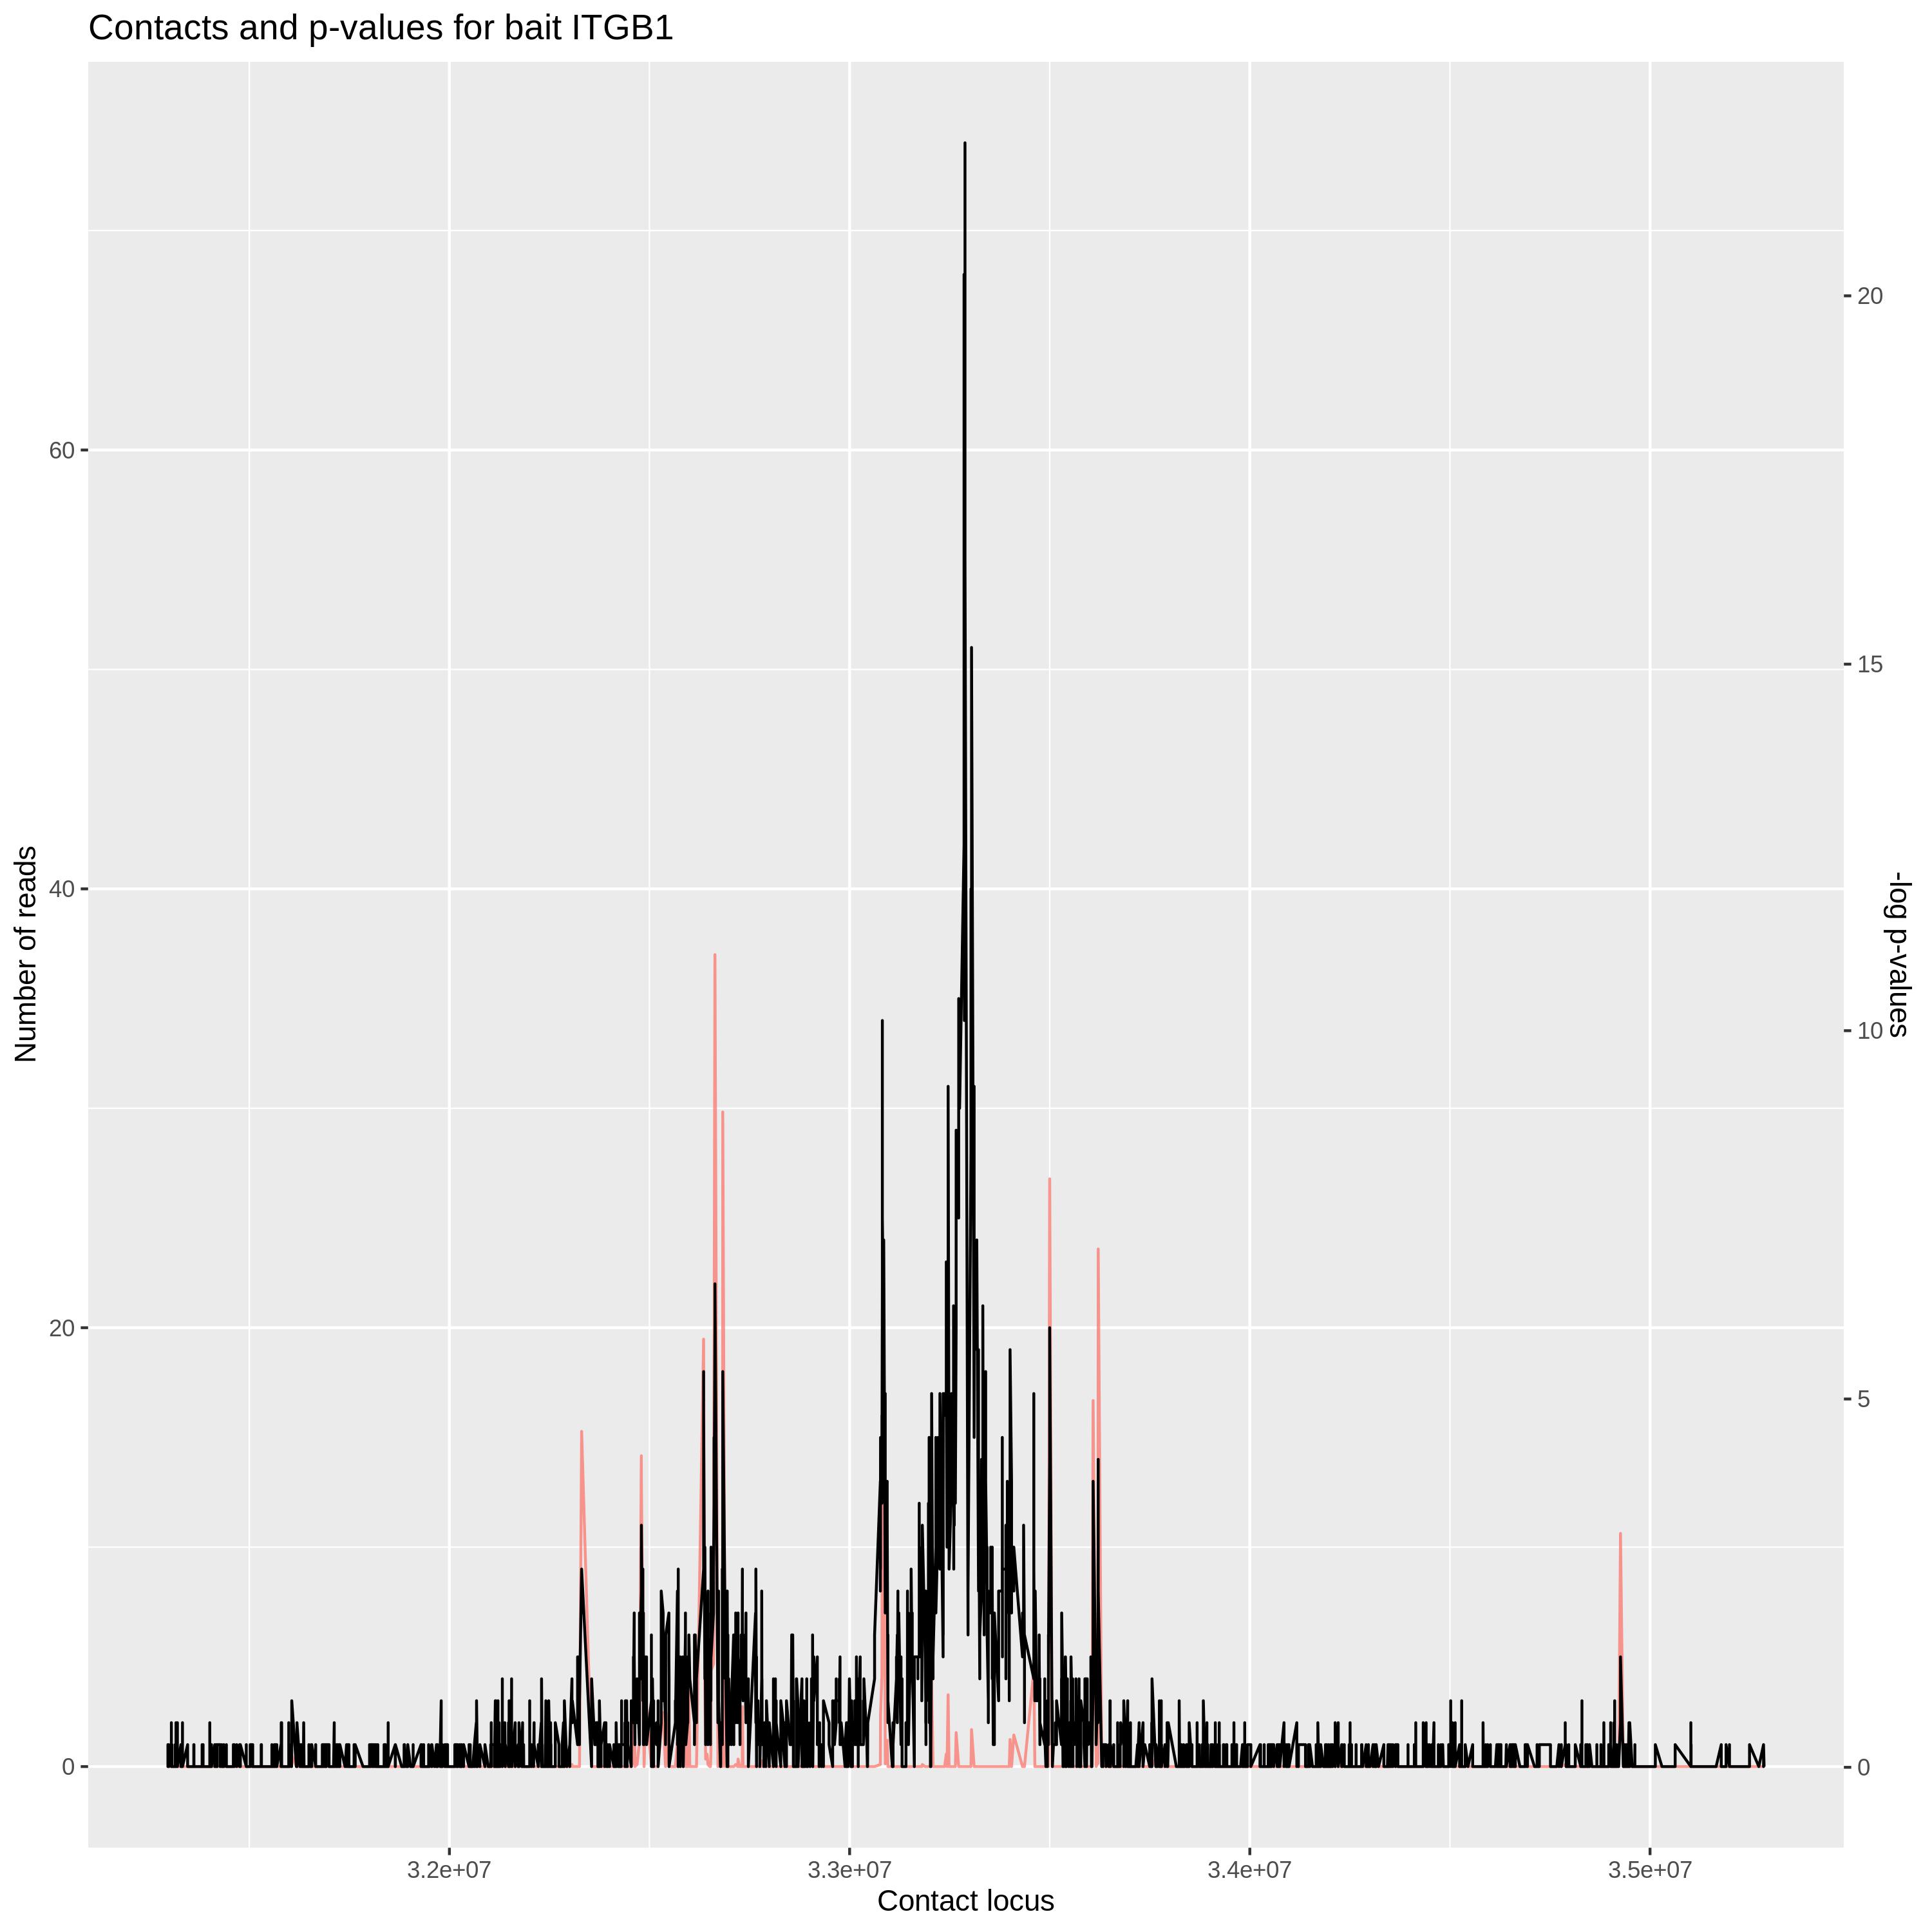 Contacts and p-values for bait ITGB1
Number of reads
60
40
20
0
20
15
10
5
0
-log p-values
3.2e+07
3.3e+07
3.4e+07
3.5e+07
Contact locus